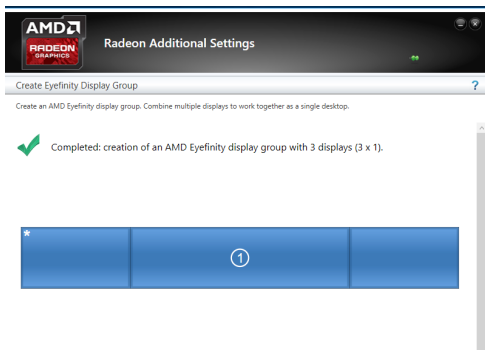 AMD
RADEON
GRAPHICS
Radeon Additional Settings
Create Eyefinity Display Group
?
Create an AMD Eyefinity display group. Combine multiple displays to work together as a single desktop.
Completed: creation of an AMD Eyefinity display group with 3 displays (3 x 1).
*
1